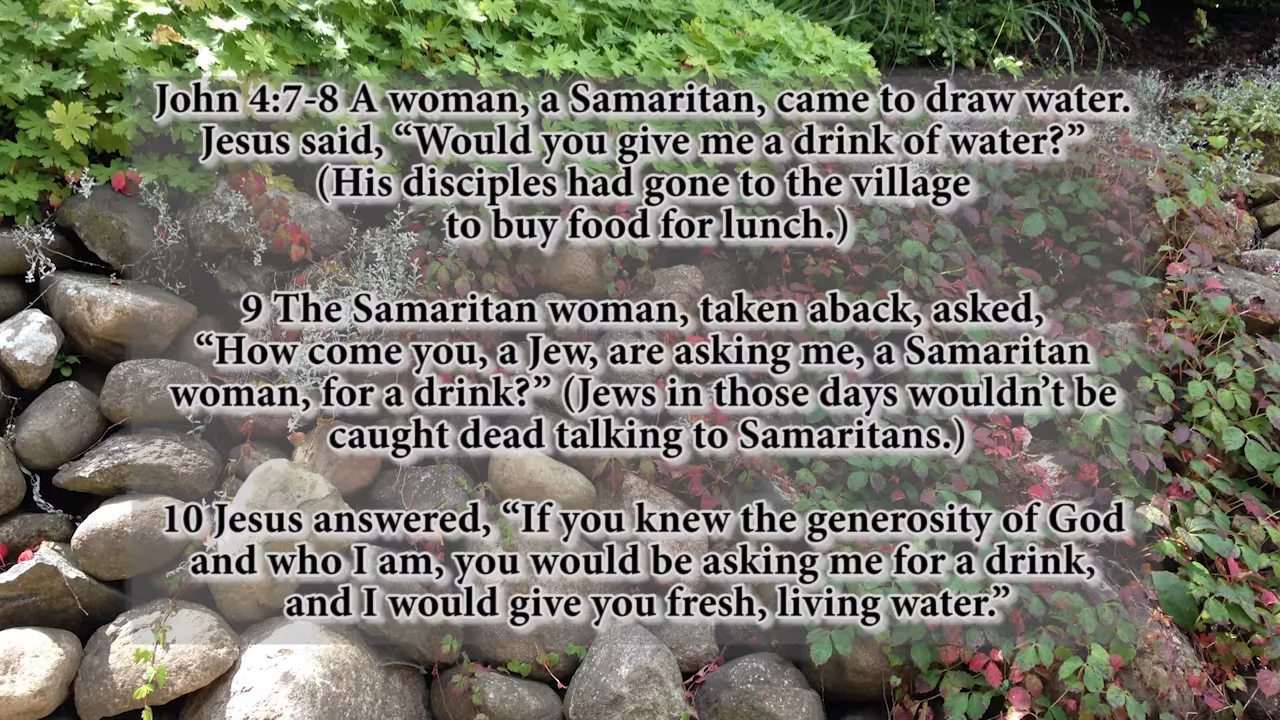 John 4:7-8 A woman, a Samaritan, came to draw water.
Jesus said, “Would you give me a drink of water?”
(His disciples had gone to the village
to buy food for lunch.)
9 The Samaritan woman, taken aback, asked,
“How come you, a Jew, are asking me, a Samaritan
woman, for a drink?” (Jews in those days wouldn’t be
caught dead talking to Samaritans.)
10 Jesus answered, “If you knew the generosity of God
and who I am, you would be asking me for a drink,
and I would give you fresh, living water.”